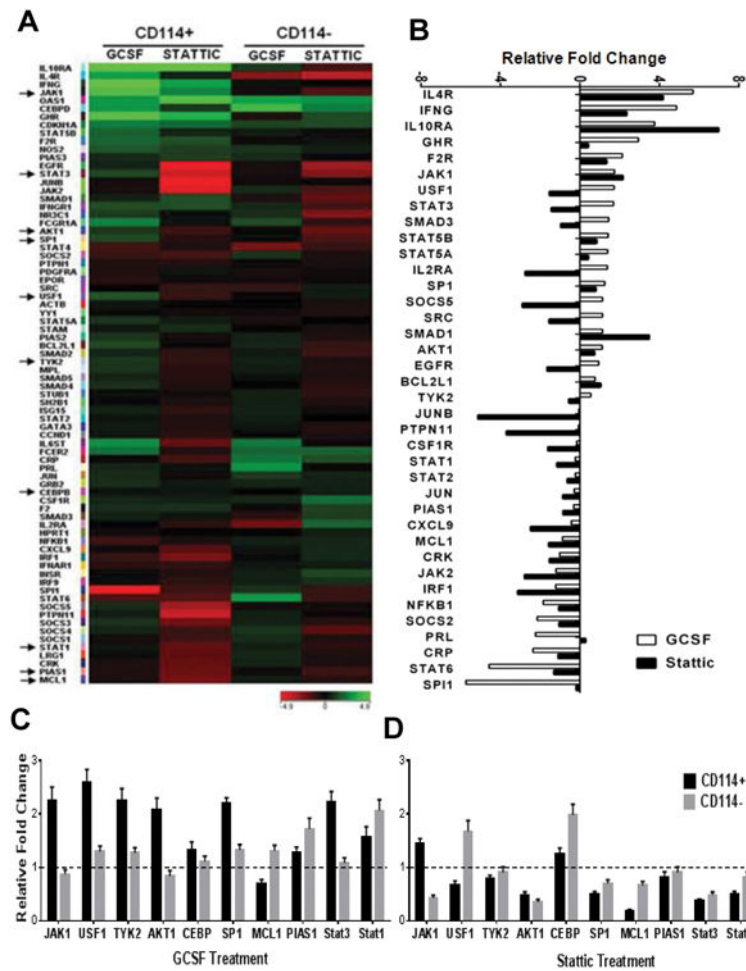 A
CD114+ CD114-
GCSF STATTIC GCSF STATTIC
IL10RA
IL4R
IFNG
JAK1
OAS1
CEBPD
GHR
CDKN1A
STAT5B
F2R
NOS2
PIAS3
EGFR
STAT3
JUNB
JAK2
SMAD1
IFNGR1
NR3C1
FCGR1A
AKT1
SP1
STAT4
SOCS2
PTPN1
PDGFRA
EPOR
SRC
USF1
ACTB
YY1
STAT5A
STAM
PIAS2
BCL2L1
SMAD2
TYK2
MPL
SMAD5
SMAD4
STUB1
SH2B1
ISG15
STAT2
GATA3
CCND1
IL6ST
FCER2
CRP
PRL
JUN
GRB2
CEBPB
CSF1R
F2
SMAD3
IL2RA
HPRT1
NFKB1
CXCL9
IRF1
IFNAR1
INSR
IRF9
SPI1
STAT6
SOCS5
PTPN11
SOCS3
SOCS4
SOCS1
STAT1
LRG1
CRK
PIAS1
MCL1
-4.9 0 4.9
B
Relative Fold Change
IL4R
IFNG
IL10RA
GHR
F2R
JAK1
USF1
STAT3
SMAD3
STAT5B
STAT5A
IL2RA
SP1
SOCS5
SRC
SMAD1
AKT1
EGFR
BCL2L1
TYK2
JUNB
PTPN11
CSF1R
STAT1
STAT2
JUN
PIAS1
CXCL9
MCL1
CRK
JAK2
IRF1
NFKB1
SOCS2
PRL
CRP
STAT6
SPI1
GCSF
Stattic
C
Relative Fold Change
3
2
1
0
JAK1 USF1 TYK2 AKT1 CEBP SP1 MCL1 PIAS1 Stat3 Stat1
GCSF Treatment
D
3
2
1
0
CD114+
CD114-
JAK1 USF1 TYK2 AKT1 CEBP SP1 MCL1 PIAS1 Stat3 Stat
Stattic Treatment